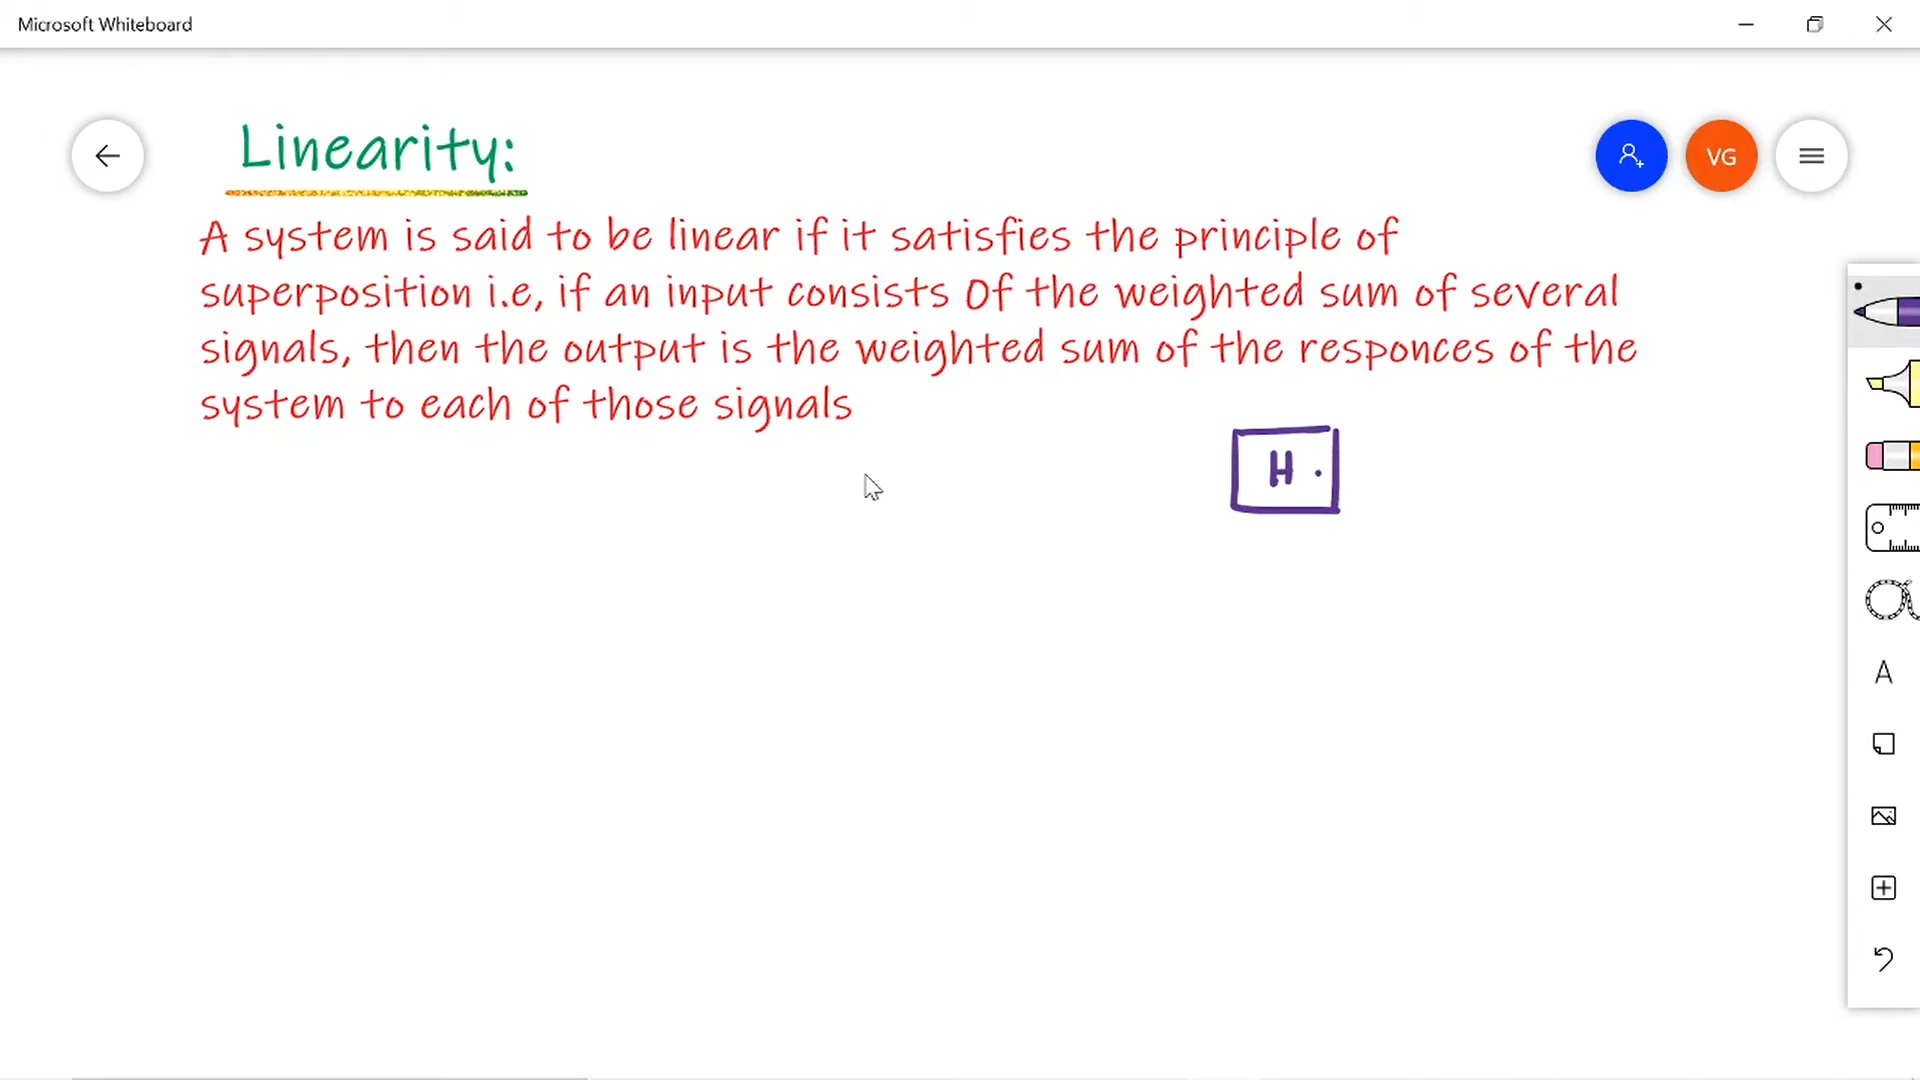 Microsoft Whiteboard
Linearity:
VG
A system is said to be linear if it satisfies the principle of
superposition i.e, if an input consists Of the weighted sum of several
signals, then the output is the weighted sum of the responces of the
system to each of those signals
H
A